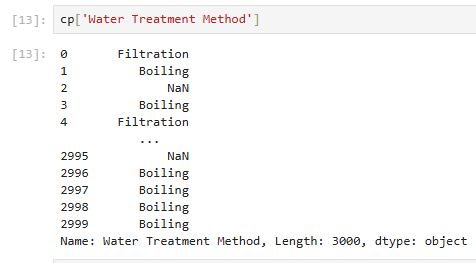 [13]: cp['Water Treatment Method']
[13]: 0 Filtration
1 Boiling
2 NaN
3 Boiling
4 Filtration
...
2995 NaN
2996 Boiling
2997 Boiling
2998 Boiling
2999 Boiling
Name: Water Treatment Method, Length: 3000, dtype: object